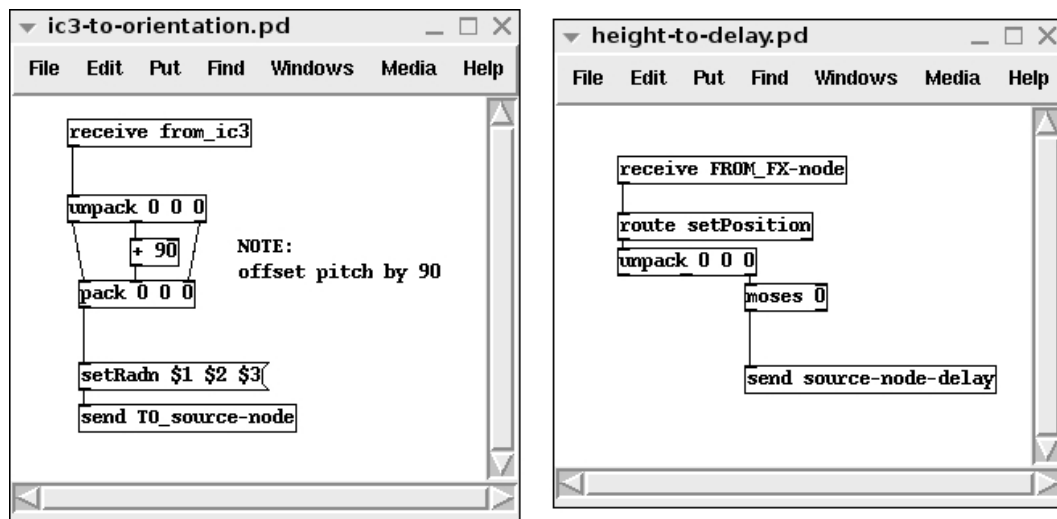 ic3-to-orientation.pd
File Edit Put Find Windows Media Help
receive from_ic3
unpack 0 0 0
+ 90
NOTE:
offset pitch by 90
pack 0 0 0
setRadn $1 $2 $3
send TO_source-node
height-to-delay.pd
File Edit Put Find Windows Media Help
receive FROM_FX-node
route setPosition
unpack 0 0 0
moses 0
send source-node-delay